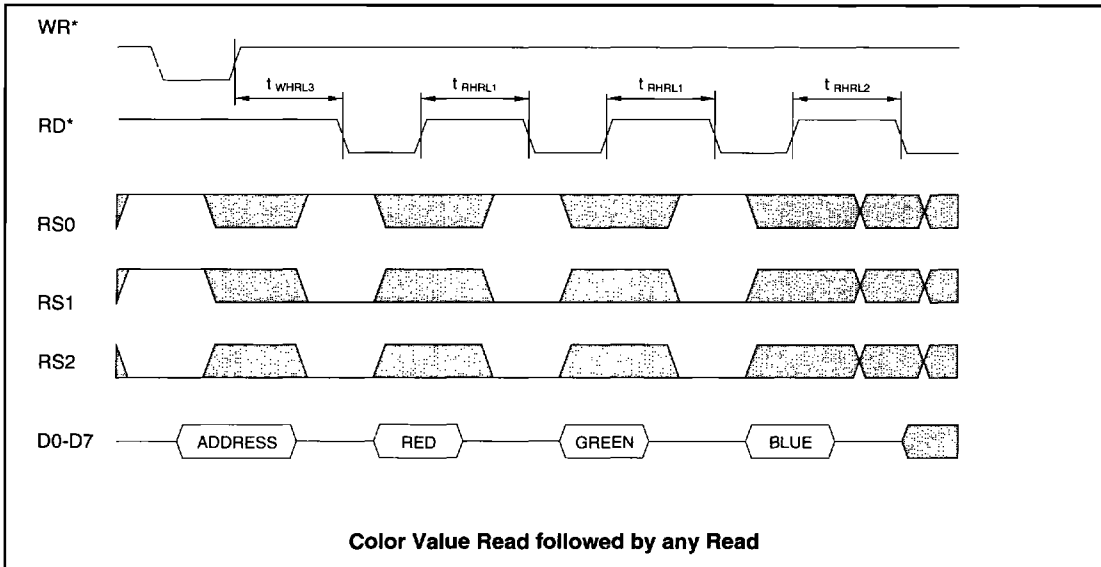 WR*
t WHRL3
t RHRL1
t RHRL1
t RHRL2
RD*
RS0
RS1
RS2
D0-D7
ADDRESS
RED
GREEN
BLUE
Color Value Read followed by any Read